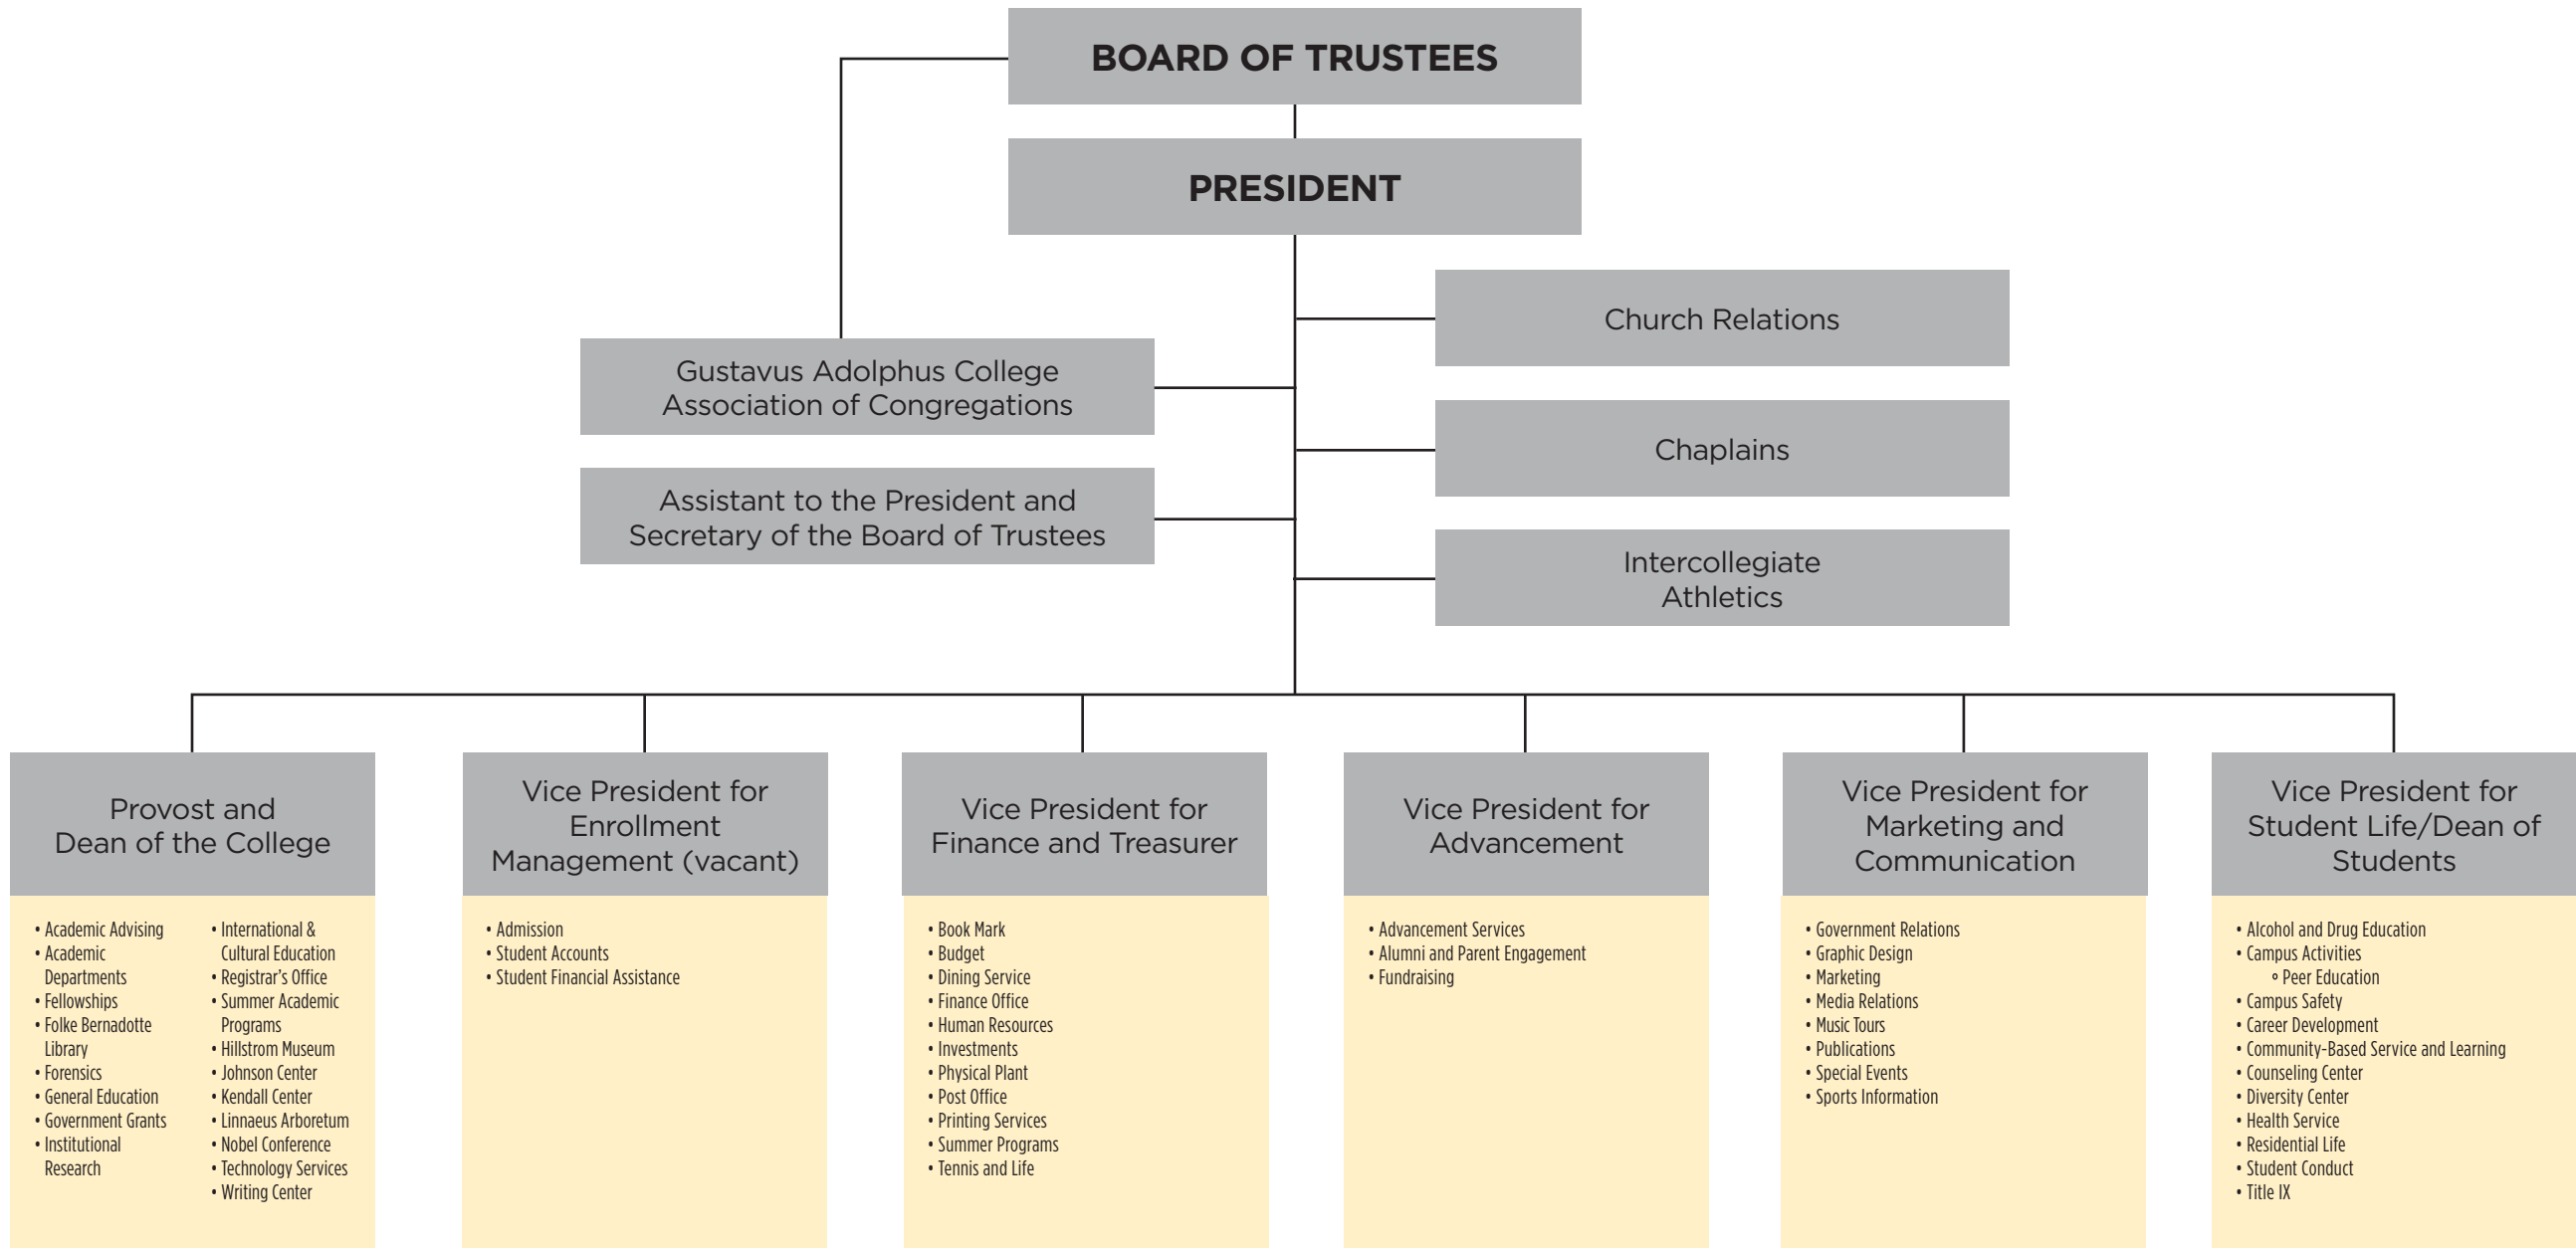 BOARD OF TRUSTEES
PRESIDENT
Church Relations
Gustavus Adolphus College
Association of Congregations
Chaplains
Assistant to the President and
Secretary of the Board of Trustees
Intercollegiate
Athletics
Provost and
Dean of the College
• Academic Advising
• Academic
Departments
• Fellowships
• Folke Bernadotte
Library
• Forensics
• General Education
• Government Grants
• Institutional
Research
• International &
Cultural Education
• Registrar's Office
• Summer Academic
Programs
• Hillstrom Museum
• Johnson Center
• Kendall Center
• Linnaeus Arboretum
• Nobel Conference
• Technology Services
• Writing Center
Vice President for
Enrollment
Management (vacant)
• Admission
• Student Accounts
• Student Financial Assistance
Vice President for
Finance and Treasurer
• Book Mark
• Budget
• Dining Service
• Finance Office
• Human Resources
• Investments
• Physical Plant
• Post Office
• Printing Services
• Summer Programs
• Tennis and Life
Vice President for
Advancement
• Advancement Services
• Alumni and Parent Engagement
• Fundraising
Vice President for
Marketing and
Communication
• Government Relations
• Graphic Design
• Marketing
• Media Relations
• Music Tours
• Publications
• Special Events
• Sports Information
Vice President for
Student Life/Dean of
Students
• Alcohol and Drug Education
• Campus Activities
° Peer Education
• Campus Safety
• Career Development
• Community-Based Service and Learning
• Counseling Center
• Diversity Center
• Health Service
• Residential Life
• Student Conduct
• Title IX